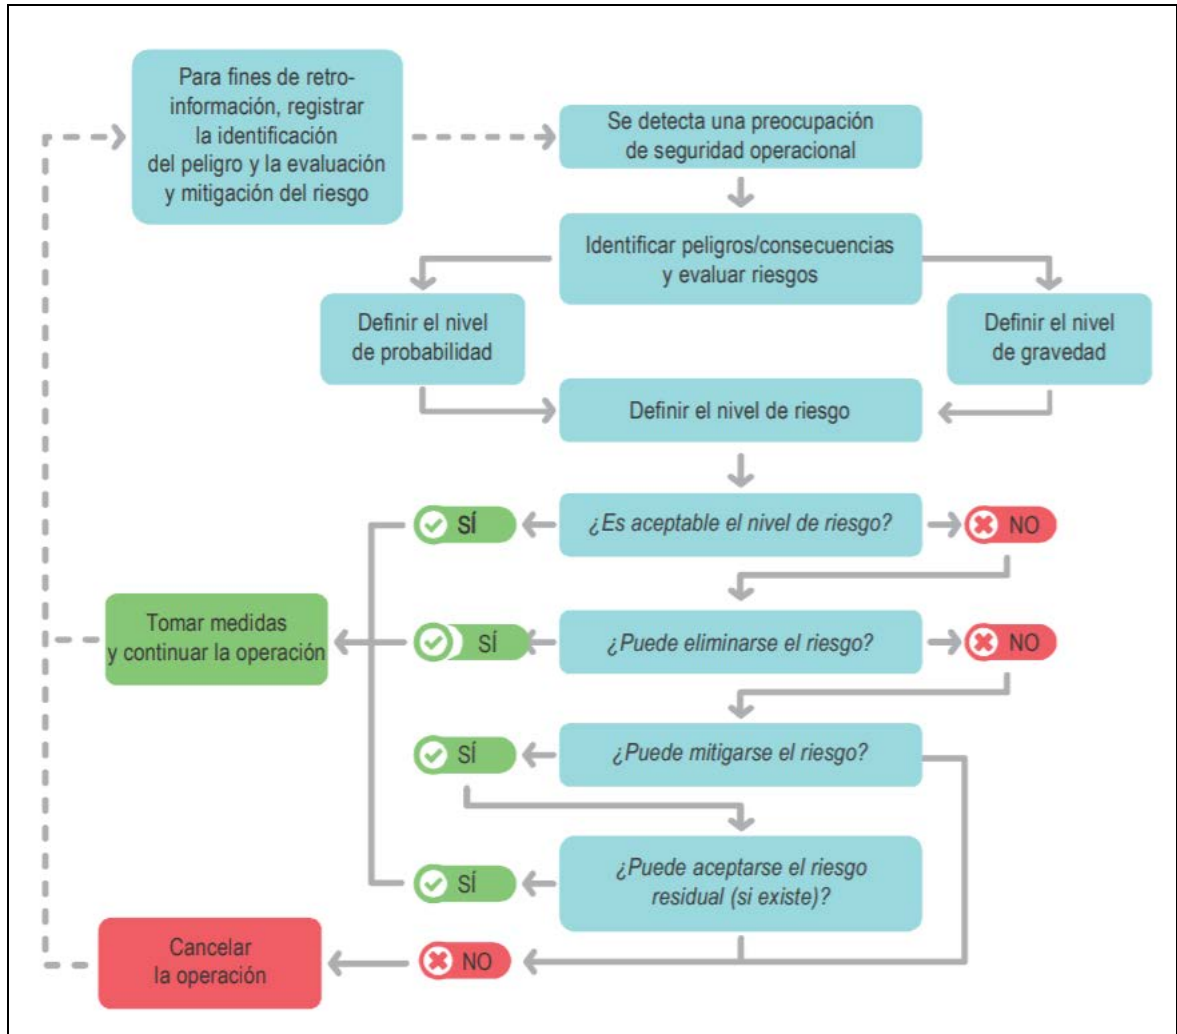 Para fines de retro-
información, registrar
la identificación
del peligro y la evaluación
y mitigación del riesgo
Se detecta una preocupación
de seguridad operacional
Identificar peligros/consecuencias
y evaluar riesgos
Definir el nivel
de probabilidad
Definir el nivel
de gravedad
Definir el nivel de riesgo
SÍ
¿Es aceptable el nivel de riesgo?
NO
Tomar medidas
y continuar la operación
SÍ
¿Puede eliminarse el riesgo?
NO
SÍ
¿Puede mitigarse el riesgo?
SÍ
¿Puede aceptarse el riesgo
residual (si existe)?
Cancelar
la operación
NO